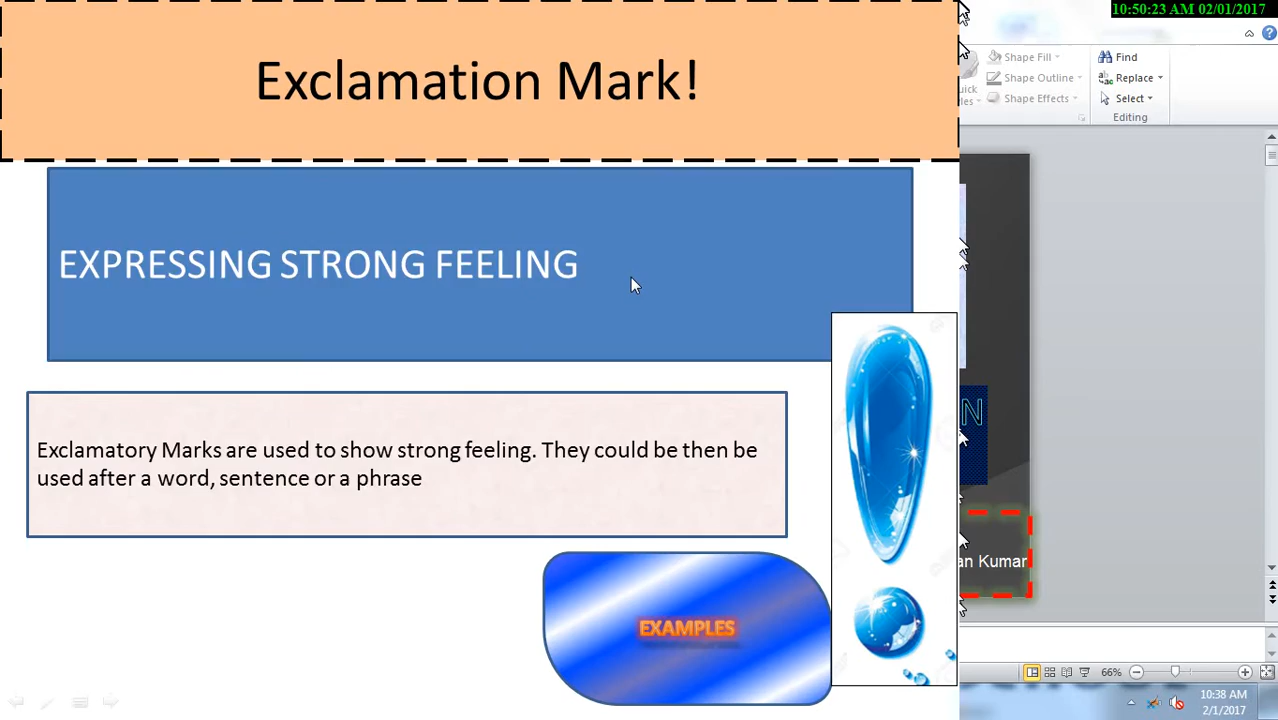 10:50:23 AM 02/01/2017
Exclamation Mark!
Shape Fill
Find
Shape Outline
Replace
Shape Effects
Select
Editing
EXPRESSING STRONG FEELING
Exclamatory Marks are used to show strong feeling. They could be then be
used after a word, sentence or a phrase
Kumar
EXAMPLES
66%
10:38 AM
2/1/2017